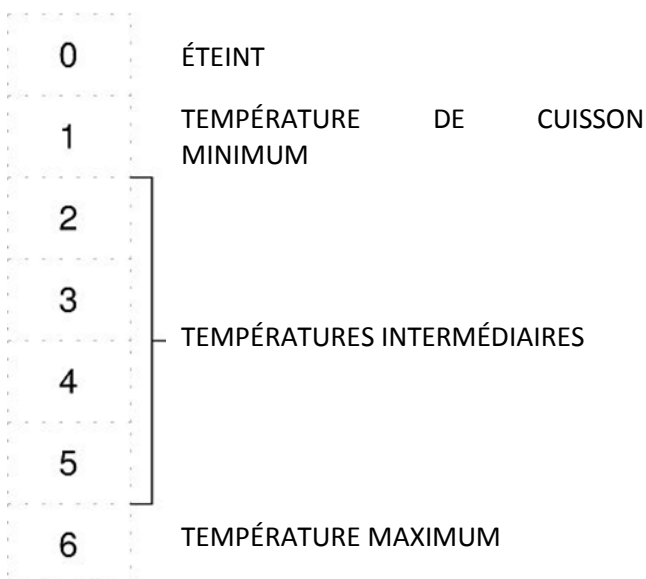 0 ÉTEINT
1 TEMPÉRATURE DE CUISSON
MINIMUM
2
3
TEMPÉRATURES INTERMÉDIAIRES
4
5
6 TEMPÉRATURE MAXIMUM